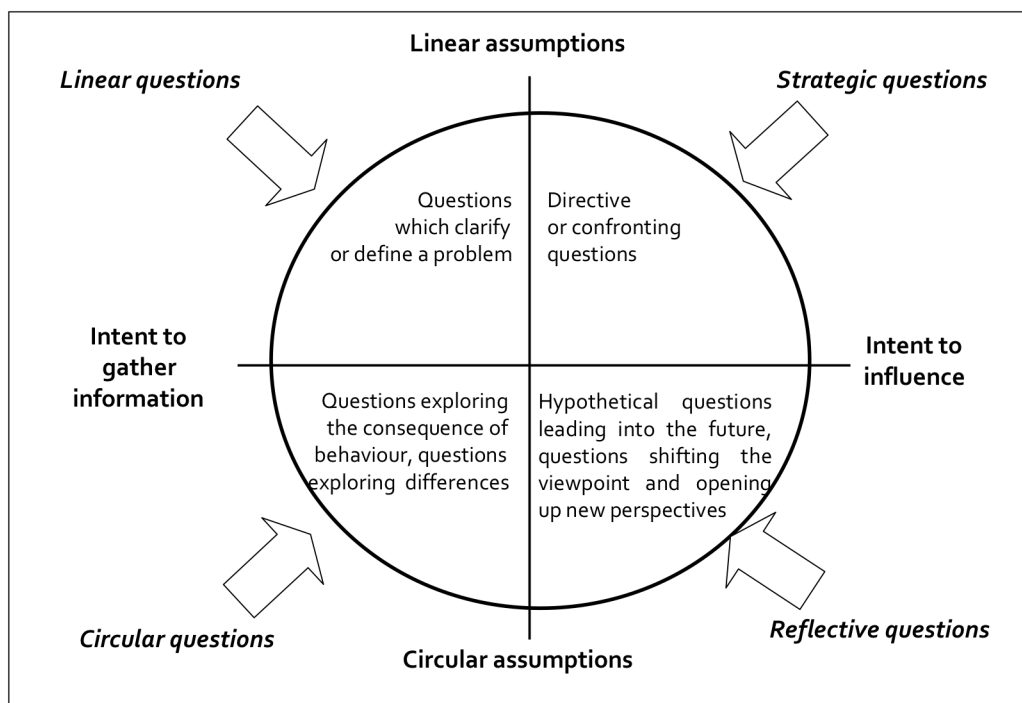 Linear assumptions
Linear questions
Strategic questions
Questions
which clarify
or define a problem
Directive
or confronting
questions
Intent to
gather
information
Intent to
influence
Questions exploring
the consequence of
behaviour, questions
exploring differences
Hypothetical questions
leading into the future,
questions shifting the
viewpoint and opening
up new perspectives
Circular questions
Reflective questions
Circular assumptions